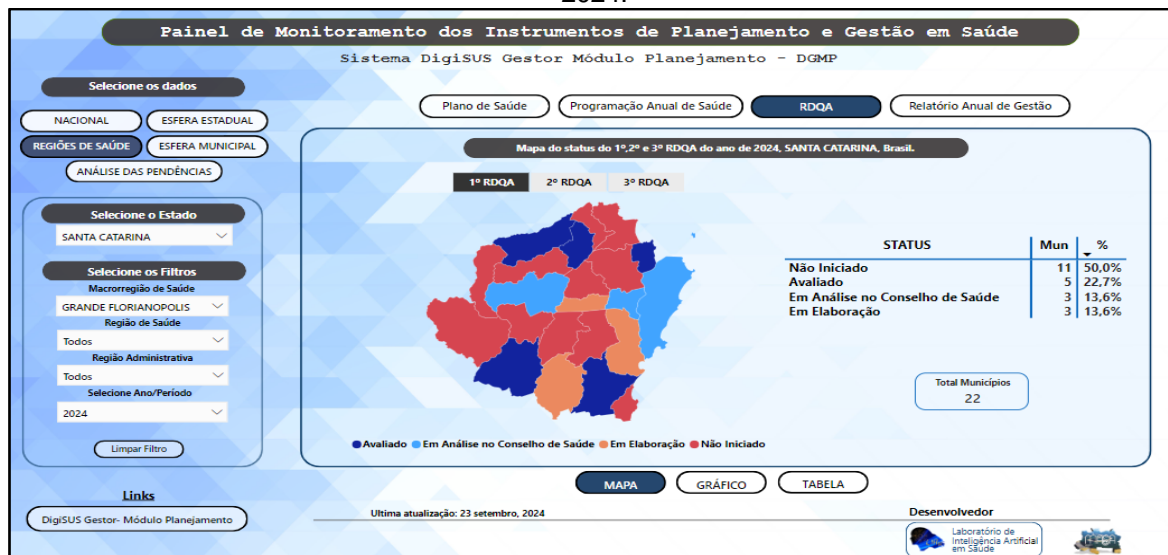 2024.
Painel de Monitoramento dos Instrumentos de Planejamento e Gestão em Saúde
Sistema DigiSUS Gestor Módulo Planejamento - DGMP
Selecione os dados
NACIONAL
ESFERA ESTADUAL
REGIÕES DE SAÚDE
ESFERA MUNICIPAL
ANÁLISE DAS PENDÊNCIAS
Plano de Saúde
Programação Anual de Saúde
RDQA
Relatório Anual de Gestão
Selecione o Estado
SANTA CATARINA
Selecione os Filtros
Macrorregião de Saúde
GRANDE FLORIANOPOLIS
Região de Saúde
Todos
Região Administrativa
Todos
Selecione Ano/Período
2024
Limpar Filtro
Links
DigiSUS Gestor- Módulo Planejamento
Mapa do status do 1º,2º e 3º RDQA do ano de 2024, SANTA CATARINA, Brasil.
1º RDQA 2º RDQA 3º RDQA
STATUS Mun %
Não Iniciado 11 50,0%
Avaliado 5 22,7%
Em Análise no Conselho de Saúde 3 13,6%
Em Elaboração 3 13,6%
Total Municípios
22
Avaliado Em Análise no Conselho de Saúde Em Elaboração Não Iniciado
MAPA
GRÁFICO
TABELA
Ultima atualização: 23 setembro, 2024
Desenvolvedor
Laboratório de
Inteligência Artificial
em Saúde